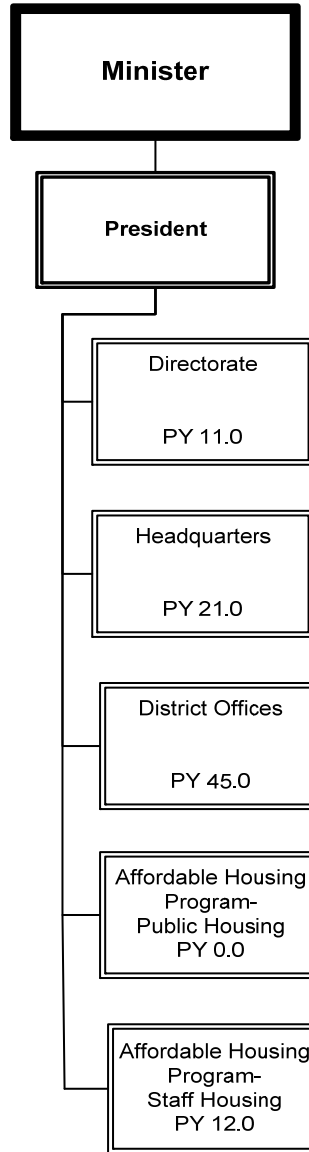 Minister
President
Directorate
PY 11.0
Headquarters
PY 21.0
District Offices
PY 45.0
Affordable Housing
Program-
Public Housing
PY 0.0
Affordable Housing
Program-
Staff Housing
PY 12.0